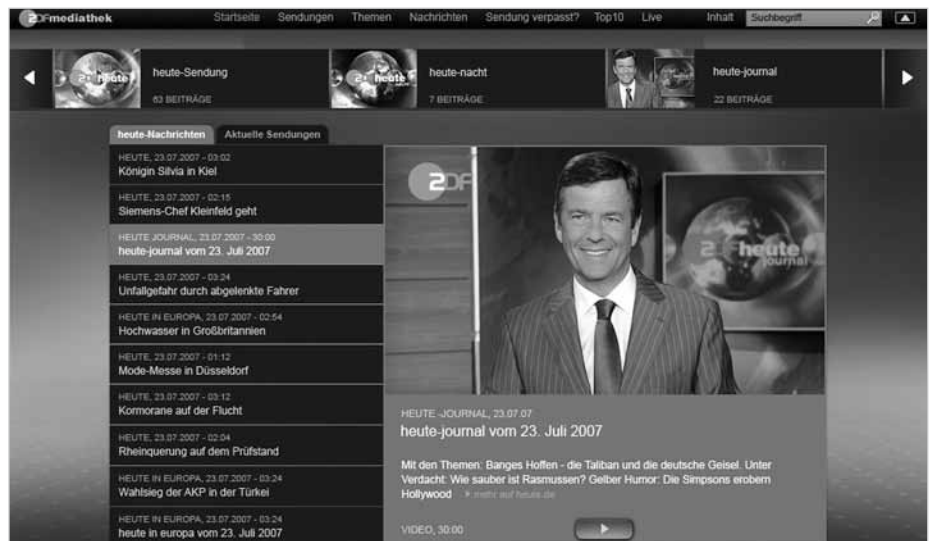 ZDFmediathek Startseite Sendungen Themen Nachrichten Sendung verpasst? Top10 Live Inhalt Suchbegriff
heute-Sendung heute-nacht heute-journal
63 BEITRÄGE 7 BEITRÄGE 22 BEITRÄGE
heute-Nachrichten Aktuelle Sendungen
HEUTE, 23.07.2007 - 03:02
Königin Silvia in Kiel
HEUTE, 23.07.2007 - 02:15
Siemens-Chef Kleinfeld geht
HEUTE JOURNAL, 23.07.2007 - 30:00
heute-journal vom 23. Juli 2007
HEUTE, 23.07.2007 - 03:24
Unfallgefahr durch abgelenkte Fahrer
HEUTE IN EUROPA, 23.07.2007 - 02:54
Hochwasser in Großbritannien
HEUTE, 23.07.2007 - 01:12
Mode-Messe in Düsseldorf
HEUTE, 23.07.2007 - 03:12
Kormorane auf der Flucht
HEUTE, 23.07.2007 - 02:04
Rheinquerung auf dem Prüfstand
HEUTE IN EUROPA, 23.07.2007 - 03:24
Wahlsieg der AKP in der Türkei
HEUTE IN EUROPA, 23.07.2007 - 03:24
heute in europa vom 23. Juli 2007
ZDF
ZDF heute
journal
HEUTE -JOURNAL, 23.07.07
heute-journal vom 23. Juli 2007
Mit den Themen: Banges Hoffen - die Taliban und die deutsche Geisel. Unter
Verdacht: Wie sauber ist Rasmussen? Gelber Humor: Die Simpsons erobern
Hollywood mehr auf heute.de
VIDEO, 30:00